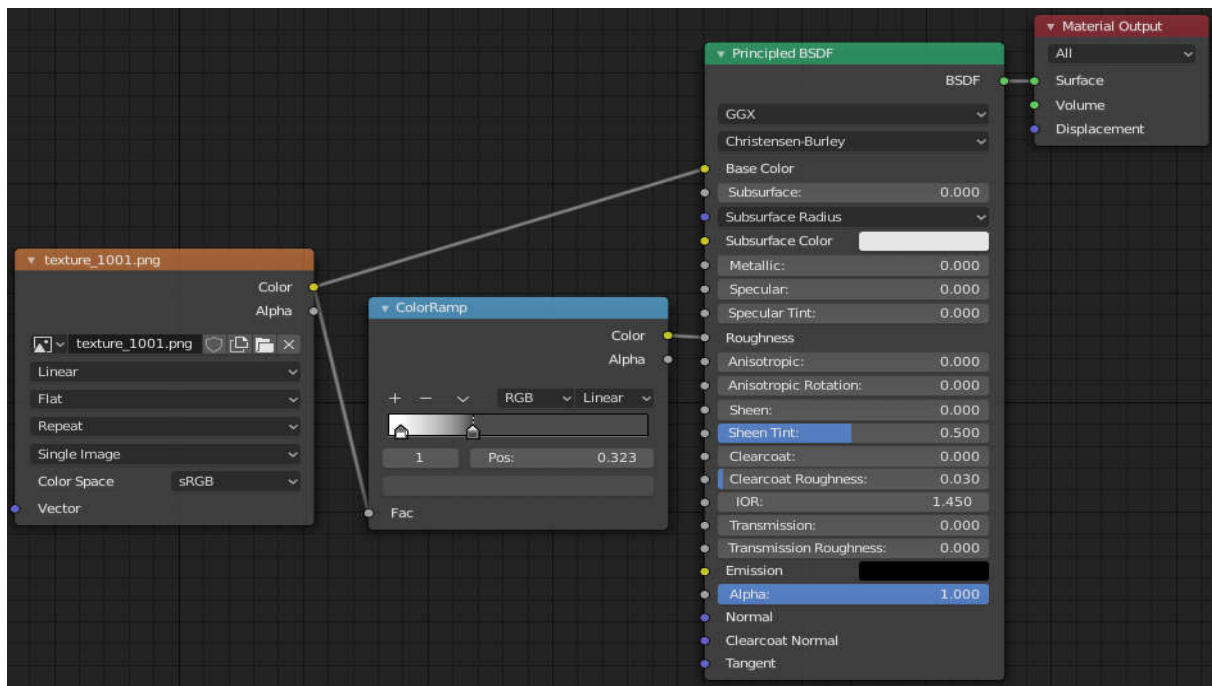 texture_1001.png
Color
Alpha
texture_1001.png
Linear
Flat
Repeat
Single Image
Color Space sRGB
Vector
ColorRamp
Color
Alpha
RGB Linear
1 Pos: 0.323
Fac
Principled BSDF
BSDF
GGX
Christensen-Burley
Base Color
Subsurface: 0.000
Subsurface Radius
Subsurface Color
Metallic: 0.000
Specular: 0.000
Specular Tint: 0.000
Roughness
Anisotropic: 0.000
Anisotropic Rotation: 0.000
Sheen: 0.000
Sheen Tint: 0.500
Clearcoat: 0.000
Clearcoat Roughness: 0.030
IOR: 1.450
Transmission: 0.000
Transmission Roughness: 0.000
Emission
Alpha: 1.000
Normal
Clearcoat Normal
Tangent
Material Output
All
Surface
Volume
Displacement